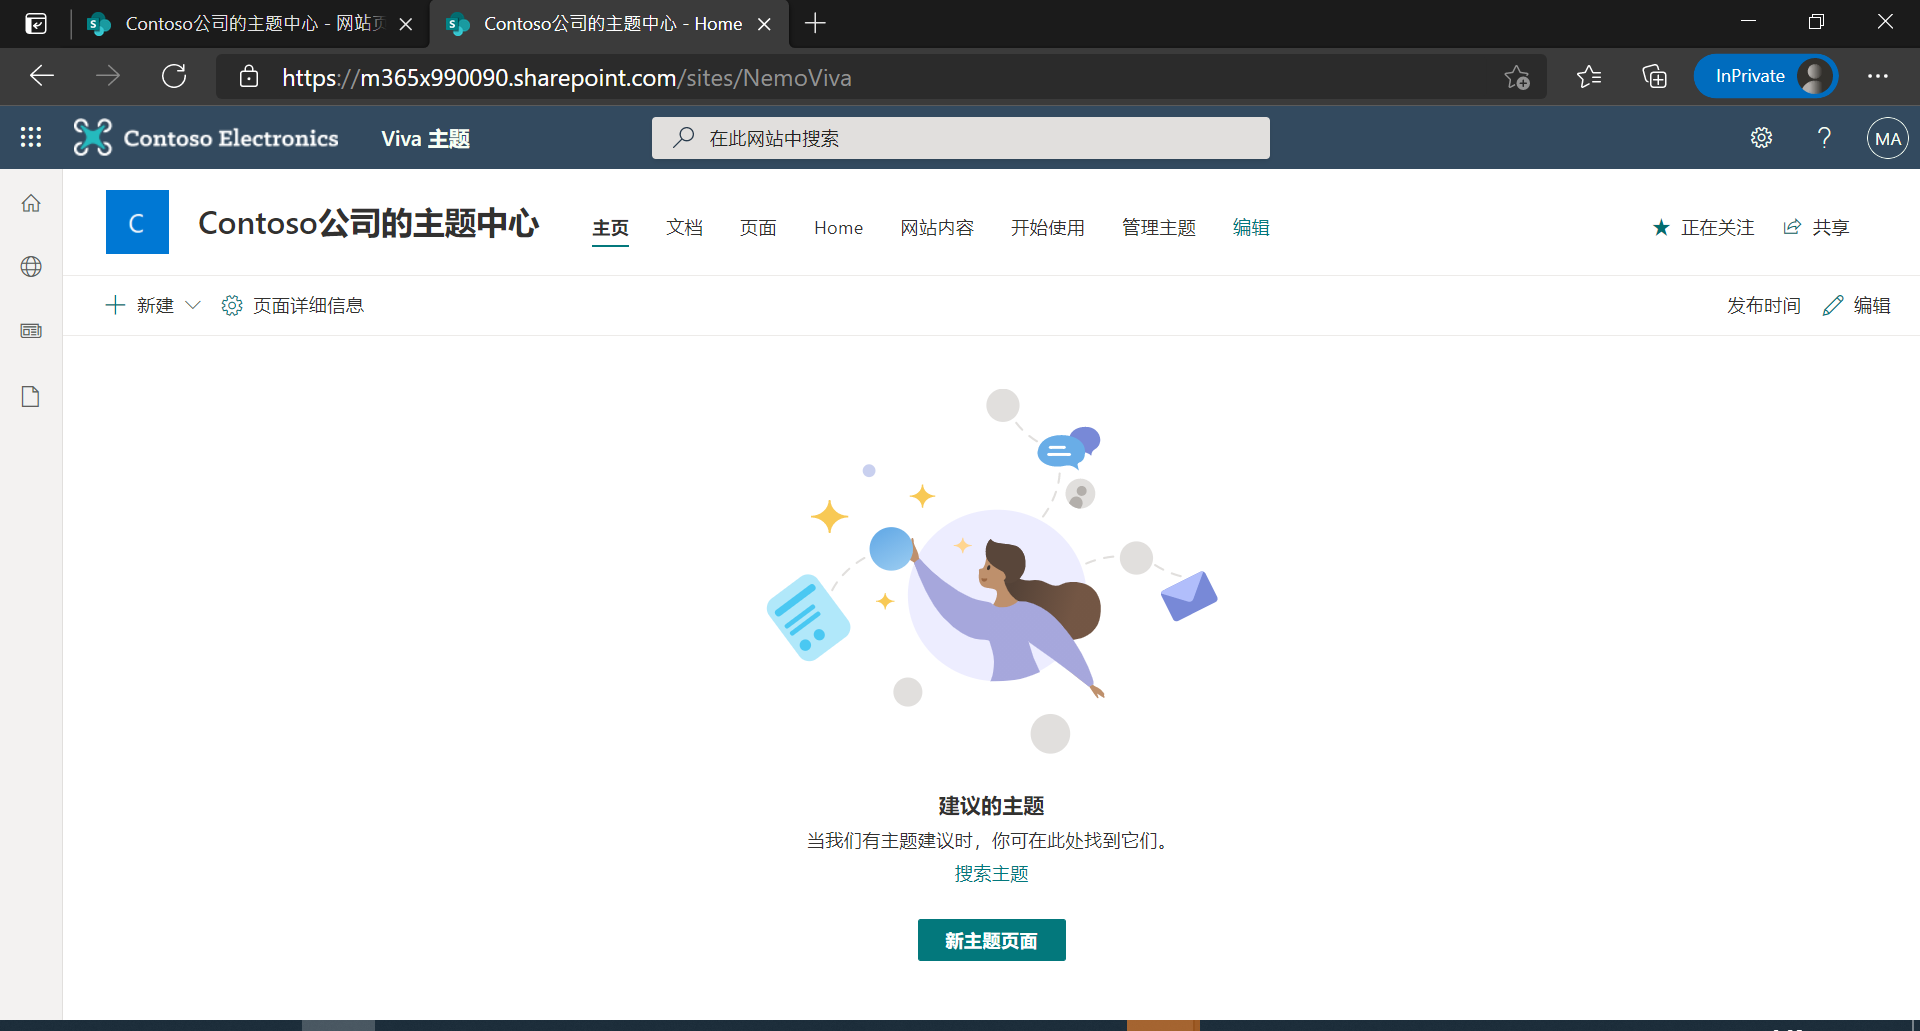 Contoso公司的主题中心 - 网站页
Contoso公司的主题中心 - Home
https://m365x990090.sharepoint.com/sites/NemoViva
InPrivate
Contoso Electronics
Viva 主题
在此网站中搜索
MA
C
Contoso公司的主题中心
主页 文档 页面 Home 网站内容 开始使用 管理主题 编辑
正在关注 共享
新建 页面详细信息
发布时间 编辑
建议的主题
当我们有主题建议时，你可在此处找到它们。
搜索主题
新主题页面